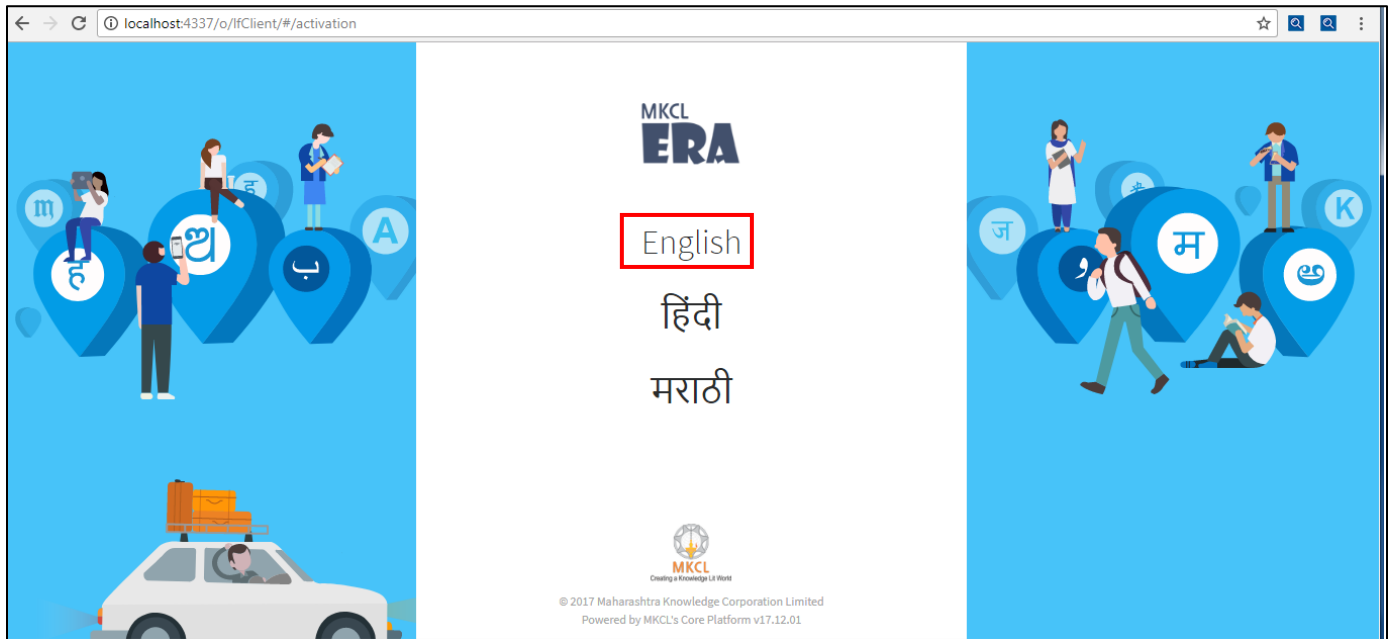 localhost:4337/o/lfClient/#/activation
MKCL
ERA
English
हिंदी
मराठी
m
ह
ह
ब
A
ज
و
म
K
MKCL
Creating a Knowledge Lit World
© 2017 Maharashtra Knowledge Corporation Limited
Powered by MKCL's Core Platform v17.12.01